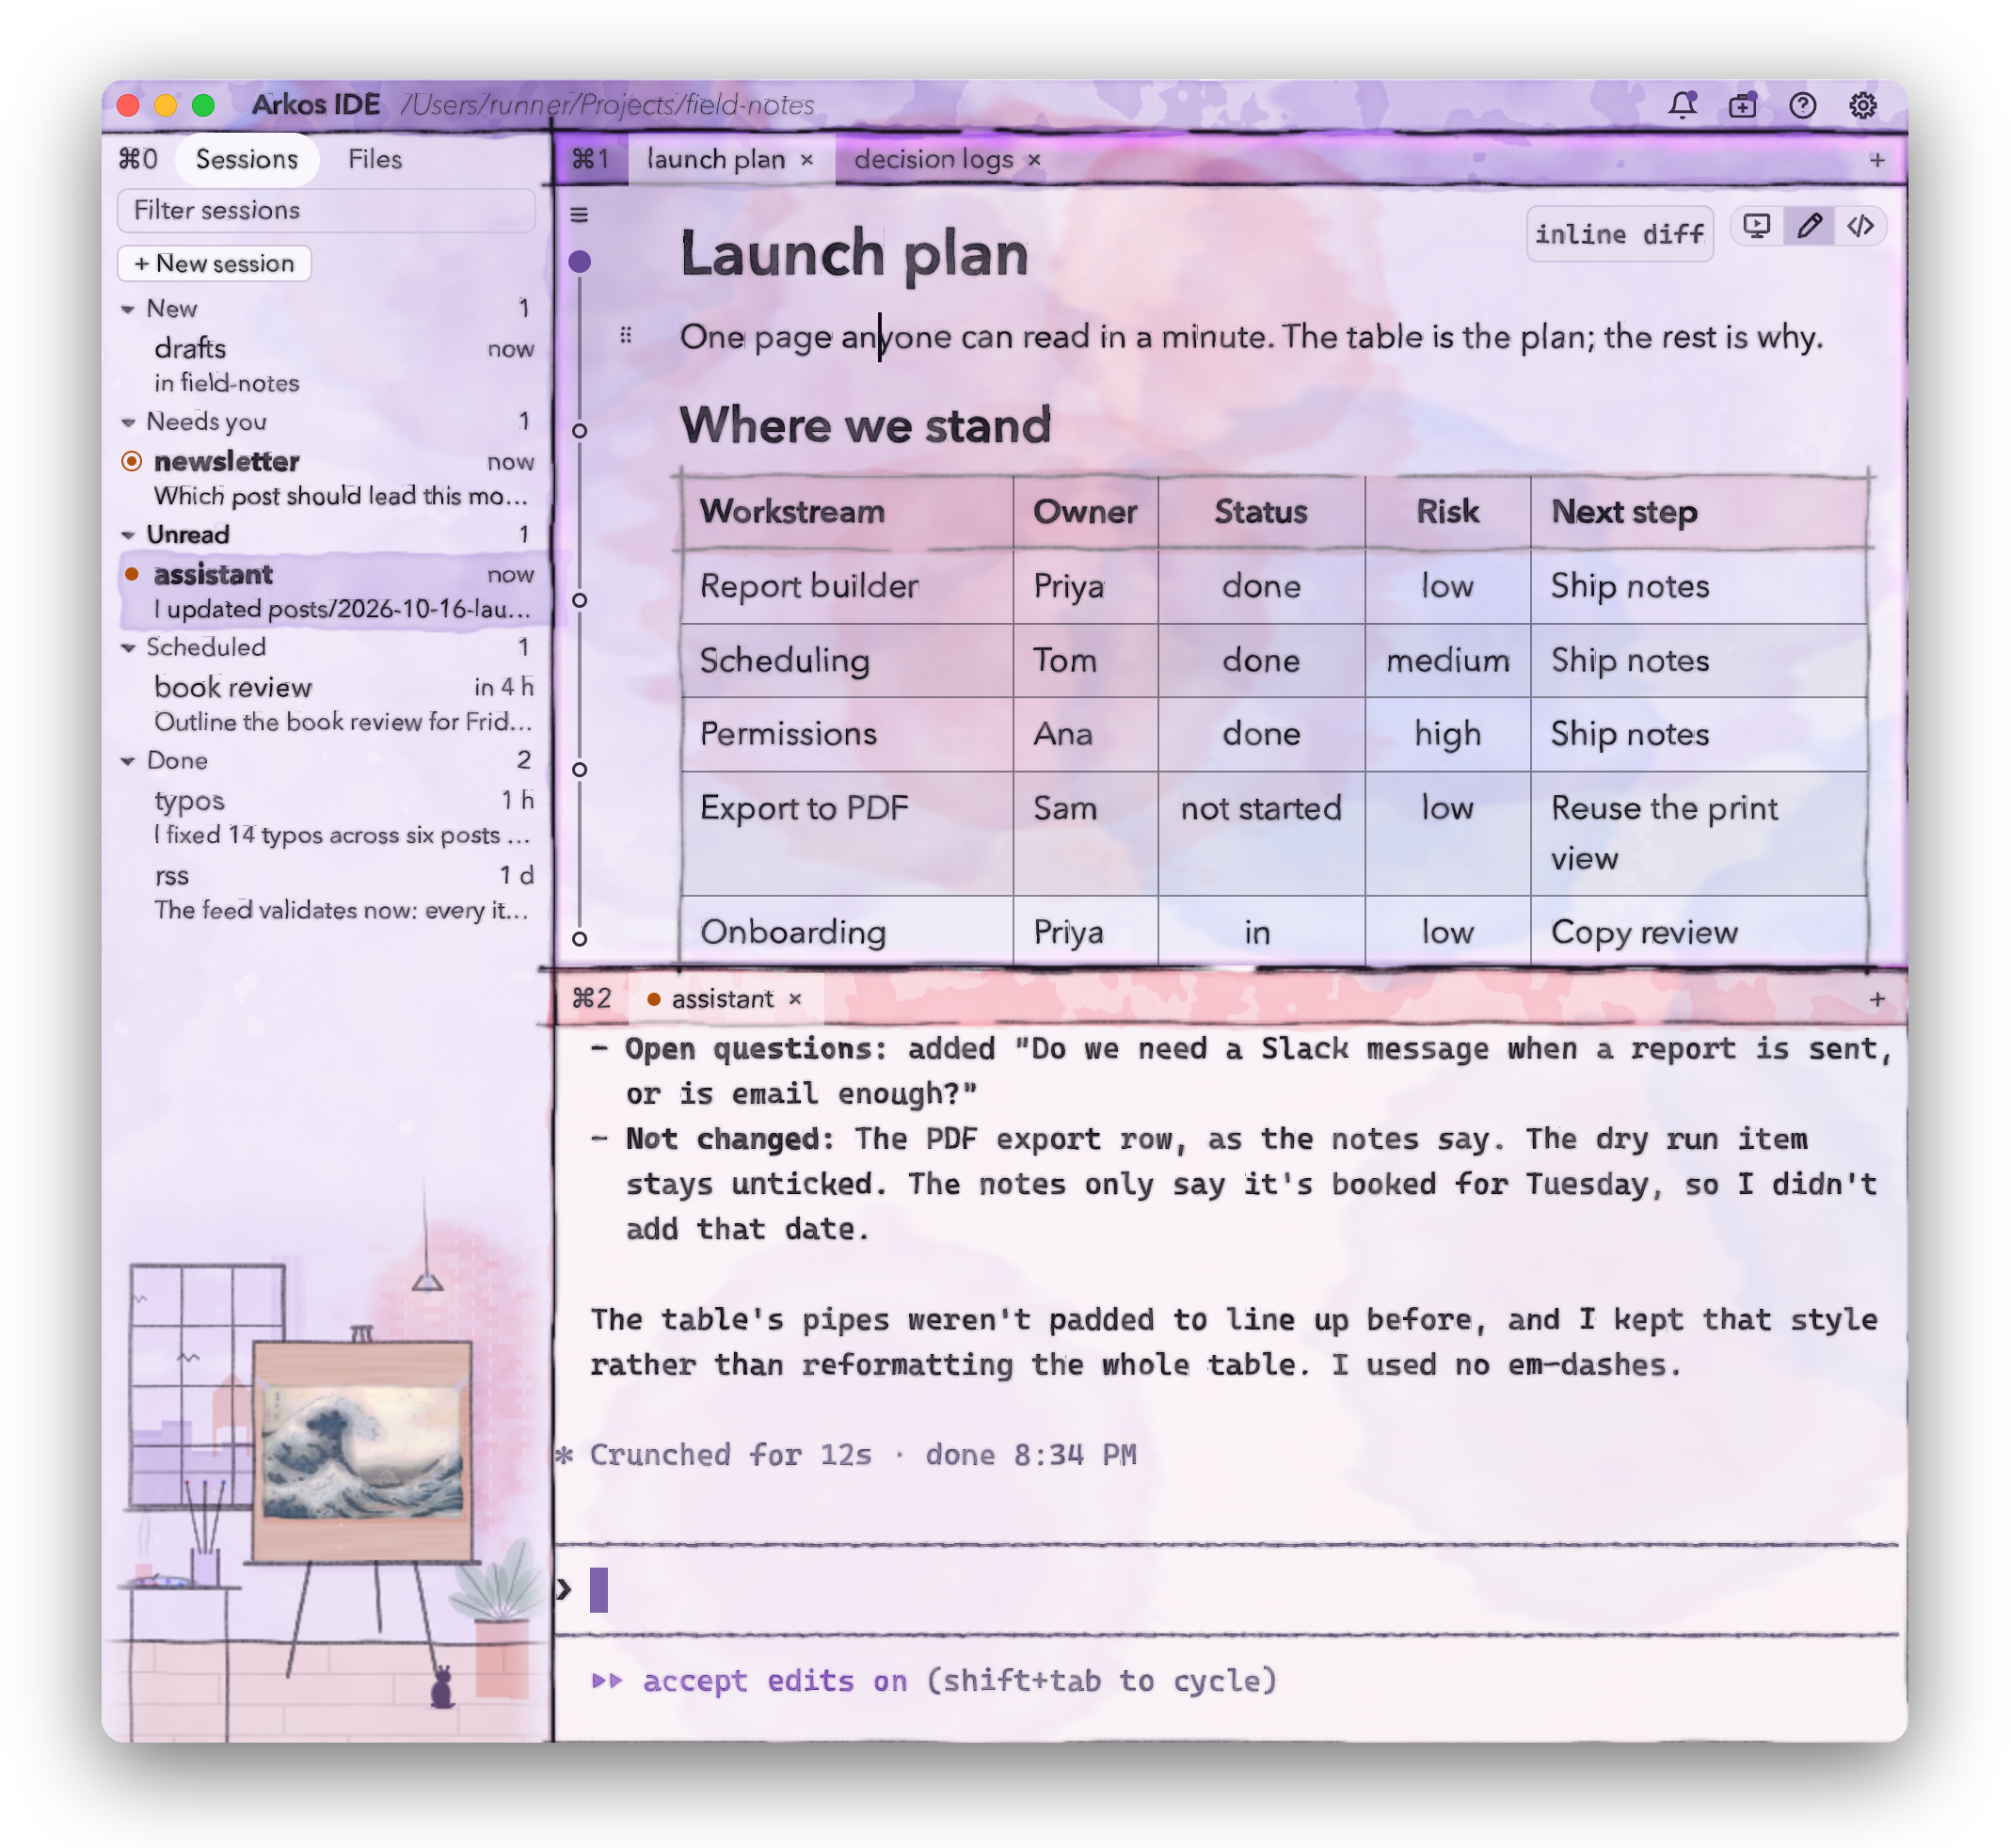 Arkos IDE /Users/runner/Projects/field-notes
⌘0 Sessions Files
Filter sessions
+ New session
New 1
drafts now
in field-notes
Needs you 1
newsletter now
Which post should lead this mo…
Unread 1
assistant now
I updated posts/2026-10-16-lau…
Scheduled 1
book review in 4 h
Outline the book review for Frid…
Done 2
typos 1 h
I fixed 14 typos across six posts …
rss 1 d
The feed validates now: every it…
⌘1 launch plan × decision logs × +
inline diff
Launch plan
One page anyone can read in a minute. The table is the plan; the rest is why.
Where we stand
Workstream Owner Status Risk Next step
Report builder Priya done low Ship notes
Scheduling Tom done medium Ship notes
Permissions Ana done high Ship notes
Export to PDF Sam not started low Reuse the print
view
Onboarding Priya in low Copy review
⌘2 assistant × +
- Open questions: added "Do we need a Slack message when a report is sent,
or is email enough?"
- Not changed: The PDF export row, as the notes say. The dry run item
stays unticked. The notes only say it's booked for Tuesday, so I didn't
add that date.
The table's pipes weren't padded to line up before, and I kept that style
rather than reformatting the whole table. I used no em-dashes.
✻ Crunched for 12s · done 8:34 PM
❯
▸▸ accept edits on (shift+tab to cycle)